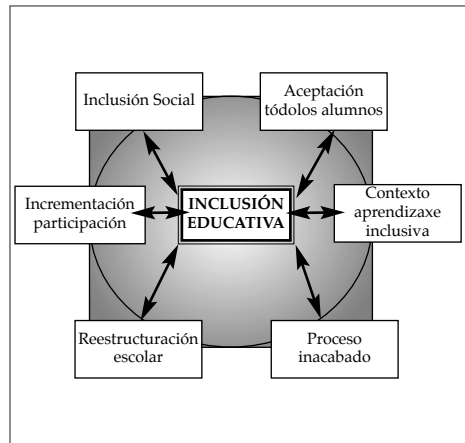 Inclusión Social
Aceptación
tódolos alumnos
Incrementación
participación
INCLUSIÓN
EDUCATIVA
Contexto
aprendizaxe
inclusiva
Reestructuración
escolar
Proceso
inacabado